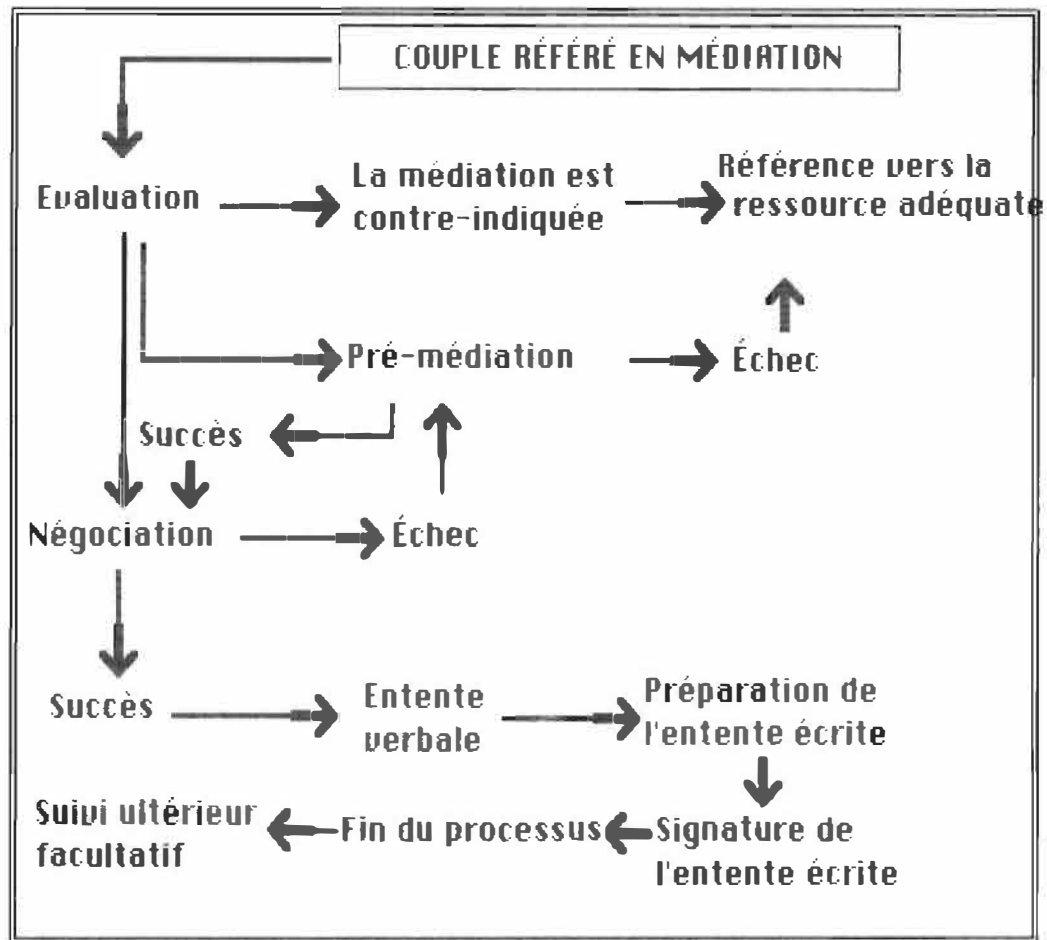 COUPLE RÉFÉRÉ EN MÉDIATION
Evaluation
La médiation est
contre-indiquée
Référence vers la
ressource adéquate
Pré-médiation
Échec
Succès
Négociation
Échec
Succès
Entente
verbale
Préparation de
l'entente écrite
Suivi ultérieur
facultatif
Fin du processus
Signature de
l'entente écrite